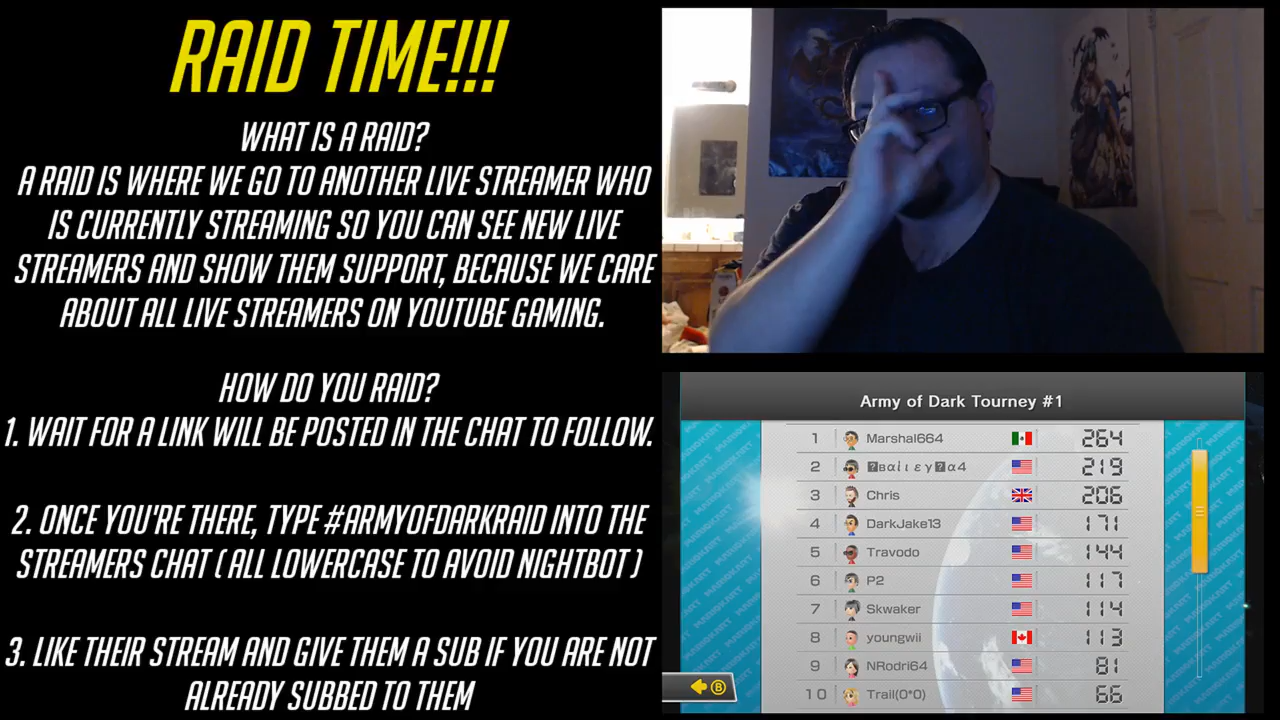 RAID TIME!!!
WHAT IS A RAID?
A RAID IS WHERE WE GO TO ANOTHER LIVE STREAMER WHO
IS CURRENTLY STREAMING SO YOU CAN SEE NEW LIVE
STREAMERS AND SHOW THEM SUPPORT, BECAUSE WE CARE
ABOUT ALL LIVE STREAMERS ON YOUTUBE GAMING.
HOW DO YOU RAID?
1. WAIT FOR A LINK WILL BE POSTED IN THE CHAT TO FOLLOW.
2. ONCE YOU'RE THERE, TYPE #ARMYOFDARKRAID INTO THE
STREAMERS CHAT ( ALL LOWERCASE TO AVOID NIGHTBOT )
3. LIKE THEIR STREAM AND GIVE THEM A SUB IF YOU ARE NOT
ALREADY SUBBED TO THEM
Army of Dark Tourney #1
1 Marshal664 264
2 �вαἰιεy�α4 219
3 Chris 206
4 DarkJake13 171
5 Travodo 144
6 P2 117
7 Skwaker 114
8 youngwii 113
9 NRodri64 81
10 Trail(0*0) 66
B
MARIOKART